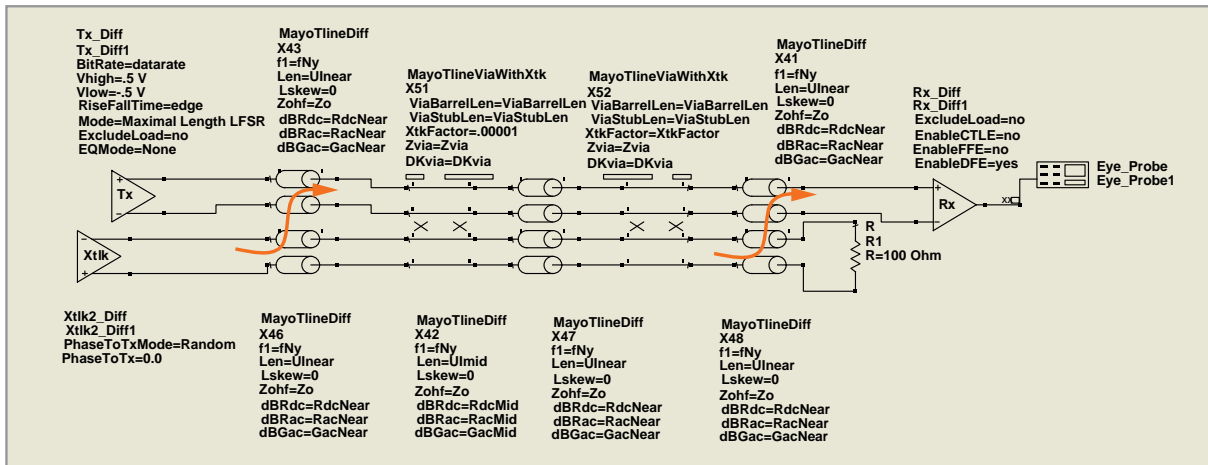 Tx_Diff
Tx_Diff1
BitRate=datarate
Vhigh=.5 V
Vlow=-.5 V
RiseFallTime=edge
Mode=Maximal Length LFSR
ExcludeLoad=no
EQMode=None
MayoTlineDiff
X43
f1=fNy
Len=UInear
Lskew=0
Zohf=Zo
dBRdc=RdcNear
dBRac=RacNear
dBGac=GacNear
MayoTlineViaWithXtk
X51
ViaBarrelLen=ViaBarrelLen
ViaStubLen=ViaStubLen
XtkFactor=.00001
Zvia=Zvia
DKvia=DKvia
MayoTlineViaWithXtk
X52
ViaBarrelLen=ViaBarrelLen
ViaStubLen=ViaStubLen
XtkFactor=XtkFactor
Zvia=Zvia
DKvia=DKvia
MayoTlineDiff
X41
f1=fNy
Len=UInear
Lskew=0
Zohf=Zo
dBRdc=RdcNear
dBRac=RacNear
dBGac=GacNear
Rx_Diff
Rx_Diff1
ExcludeLoad=no
EnableCTLE=no
EnableFFE=no
EnableDFE=yes
Eye_Probe
Eye_Probe1
+
Tx
−
−
Xtlk
+
+
Rx
−
xx
R
R1
R=100 Ohm
Xtlk2_Diff
Xtlk2_Diff1
PhaseToTxMode=Random
PhaseToTx=0.0
MayoTlineDiff
X46
f1=fNy
Len=UInear
Lskew=0
Zohf=Zo
dBRdc=RdcNear
dBRac=RacNear
dBGac=GacNear
MayoTlineDiff
X42
f1=fNy
Len=UImid
Lskew=0
Zohf=Zo
dBRdc=RdcMid
dBRac=RacMid
dBGac=GacMid
MayoTlineDiff
X47
f1=fNy
Len=UInear
Lskew=0
Zohf=Zo
dBRdc=RdcNear
dBRac=RacNear
dBGac=GacNear
MayoTlineDiff
X48
f1=fNy
Len=UInear
Lskew=0
Zohf=Zo
dBRdc=RdcNear
dBRac=RacNear
dBGac=GacNear